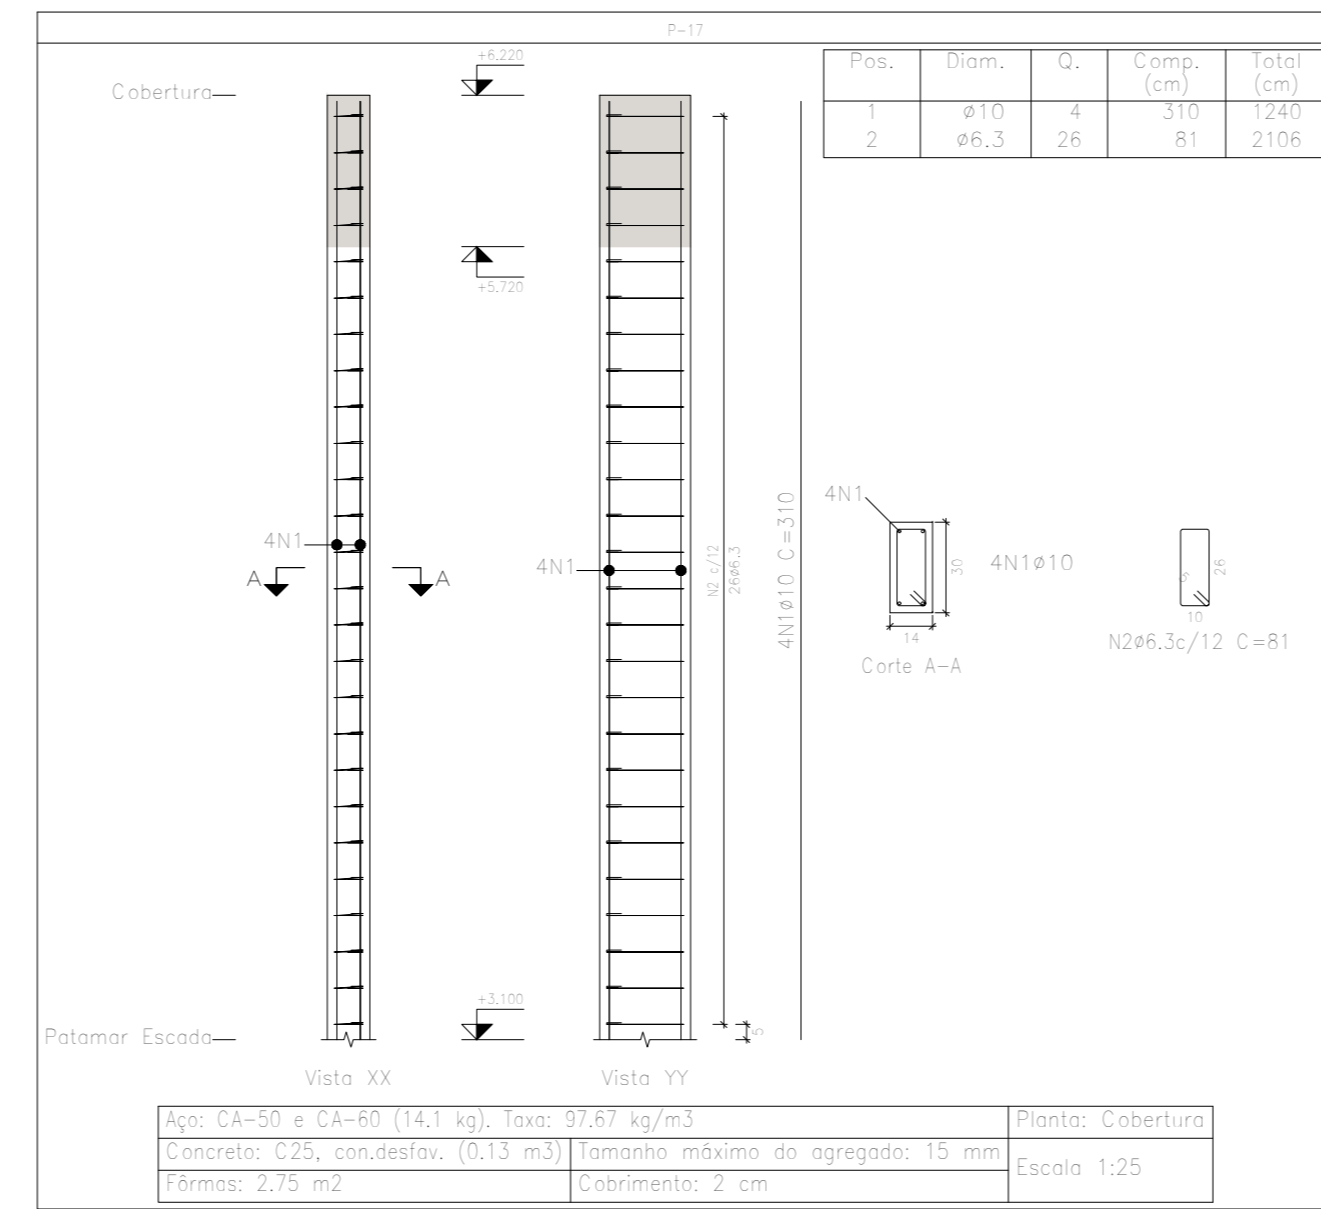 P-17
Cobertura
+6.220
+5.720
+3.100
Patamar Escada
4N1
A
A
Vista XX
4N1
Vista YY
N2 c/12
26ø6.3
5
4N1ø10 C=310
Pos. Diam. Q. Comp. (cm) Total (cm)
1 ø10 4 310 1240
2 ø6.3 26 81 2106
4N1
30
14
4N1ø10
Corte A-A
5
26
10
N2ø6.3c/12 C=81
Aço: CA-50 e CA-60 (14.1 kg). Taxa: 97.67 kg/m3
Planta: Cobertura
Concreto: C25, con.desfav. (0.13 m3)
Tamanho máximo do agregado: 15 mm
Escala 1:25
Fôrmas: 2.75 m2
Cobrimento: 2 cm